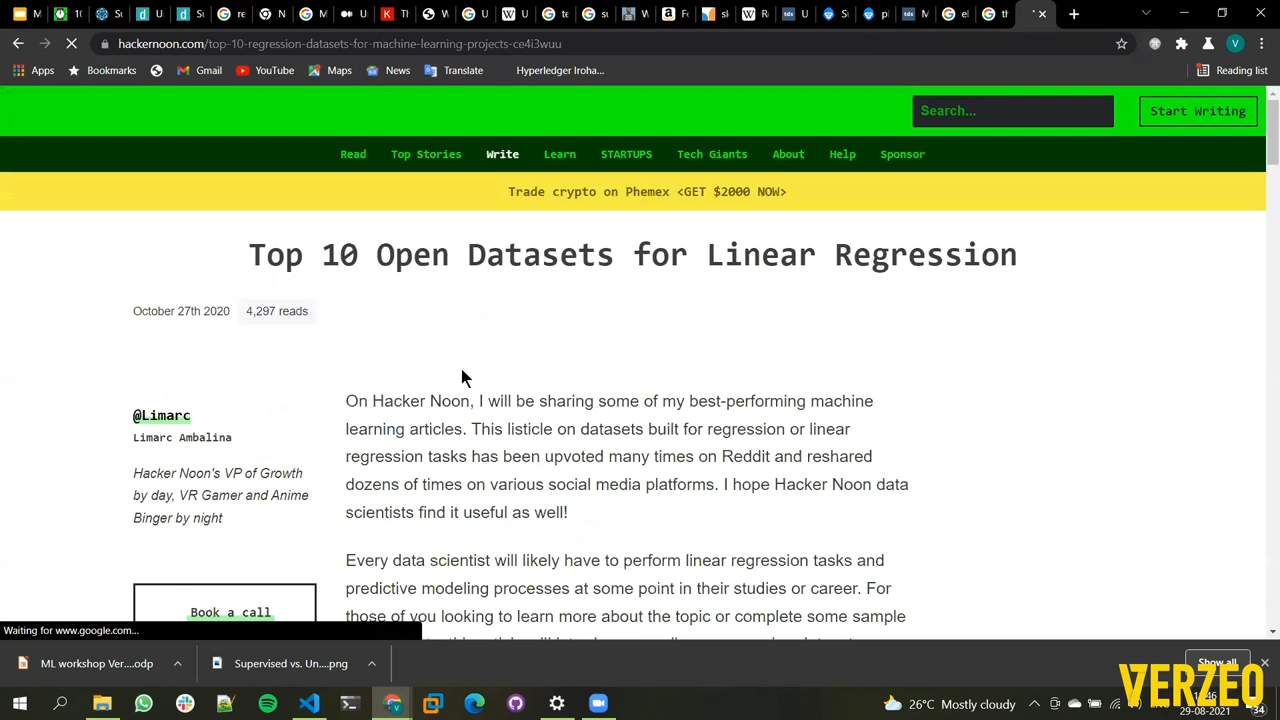 hackernoon.com/top-10-regression-datasets-for-machine-learning-projects-ce4i3wuu
Apps
Bookmarks
Gmail
YouTube
Maps
News
Translate
Hyperledger Iroha...
Reading list
Search...
Start Writing
Read
Top Stories
Write
Learn
STARTUPS
Tech Giants
About
Help
Sponsor
Trade crypto on Phemex <GET $2000 NOW>
Top 10 Open Datasets for Linear Regression
October 27th 2020
4,297 reads
@Limarc
Limarc Ambalina
Hacker Noon's VP of Growth
by day, VR Gamer and Anime
Binger by night
Book a call
On Hacker Noon, I will be sharing some of my best-performing machine
learning articles. This listicle on datasets built for regression or linear
regression tasks has been upvoted many times on Reddit and reshared
dozens of times on various social media platforms. I hope Hacker Noon data
scientists find it useful as well!
Every data scientist will likely have to perform linear regression tasks and
predictive modeling processes at some point in their studies or career. For
those of you looking to learn more about the topic or complete some sample
Waiting for www.google.com...
ML workshop Ver....odp
Supervised vs. Un....png
Show all
VERZEO
26°C Mostly cloudy
29-08-2021
34